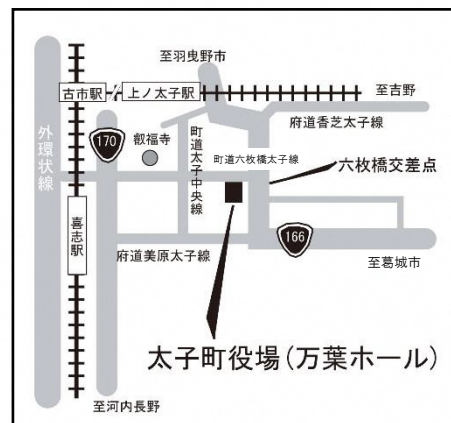 至羽曳野市
古市駅
上ノ太子駅
至吉野
外環状線
170
叡福寺
町道太子中央線
府道香芝太子線
町道六枚橋太子線
六枚橋交差点
喜志駅
府道美原太子線
166
至葛城市
太子町役場(万葉ホール)
至河内長野